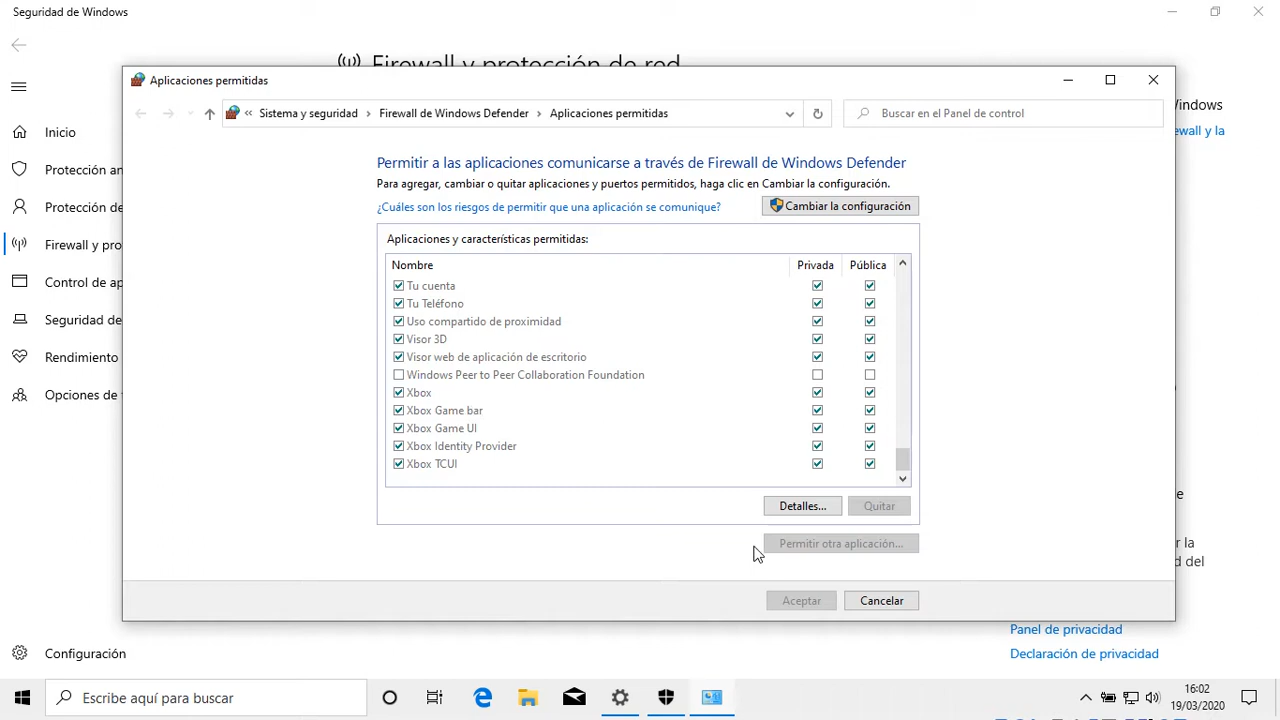 Seguridad de Windows
Firewall y protección de red
Aplicaciones permitidas
« Sistema y seguridad › Firewall de Windows Defender › Aplicaciones permitidas
Buscar en el Panel de control
Inicio
Protección an
Protección de
Firewall y pro
Control de ap
Seguridad de
Rendimiento
Opciones de
Configuración
Permitir a las aplicaciones comunicarse a través de Firewall de Windows Defender
Para agregar, cambiar o quitar aplicaciones y puertos permitidos, haga clic en Cambiar la configuración.
¿Cuáles son los riesgos de permitir que una aplicación se comunique?
Cambiar la configuración
Aplicaciones y características permitidas:
Nombre Privada Pública
Tu cuenta
Tu Teléfono
Uso compartido de proximidad
Visor 3D
Visor web de aplicación de escritorio
Windows Peer to Peer Collaboration Foundation
Xbox
Xbox Game bar
Xbox Game UI
Xbox Identity Provider
Xbox TCUI
Detalles... Quitar
Permitir otra aplicación...
Aceptar Cancelar
indows
ewall y la
e
r la
d del
Panel de privacidad
Declaración de privacidad
Escribe aquí para buscar
16:02
19/03/2020